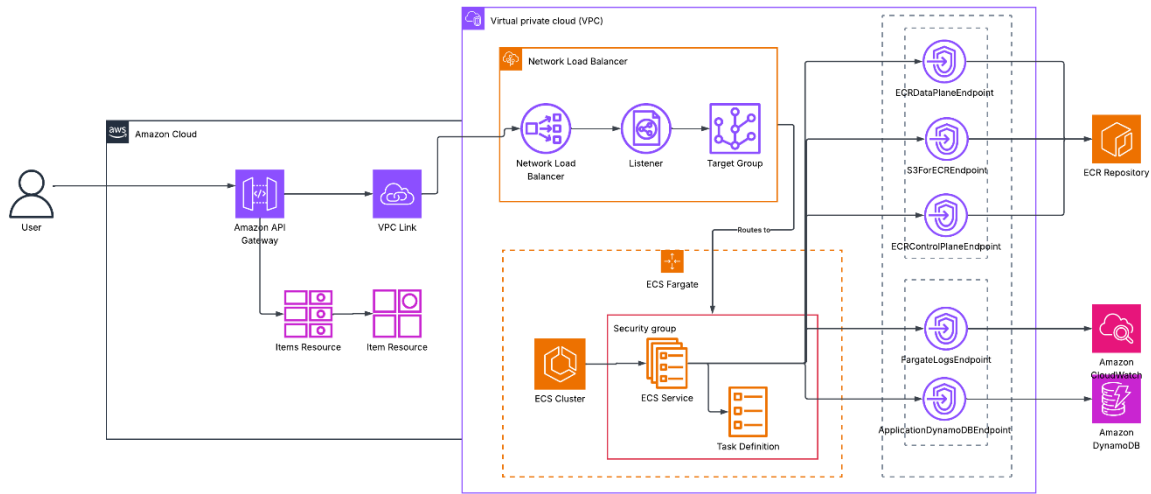 Virtual private cloud (VPC)
Network Load Balancer
ECRDataPlaneEndpoint
aws
Amazon Cloud
Network Load
Balancer
Listener
Target Group
S3ForECREndpoint
ECR Repository
User
Amazon API
Gateway
VPC Link
Routes to
ECRControlPlaneEndpoint
ECS Fargate
Items Resource
Item Resource
Security group
FargateLogsEndpoint
Amazon
CloudWatch
ECS Cluster
ECS Service
Task Definition
ApplicationDynamoDBEndpoint
Amazon
DynamoDB